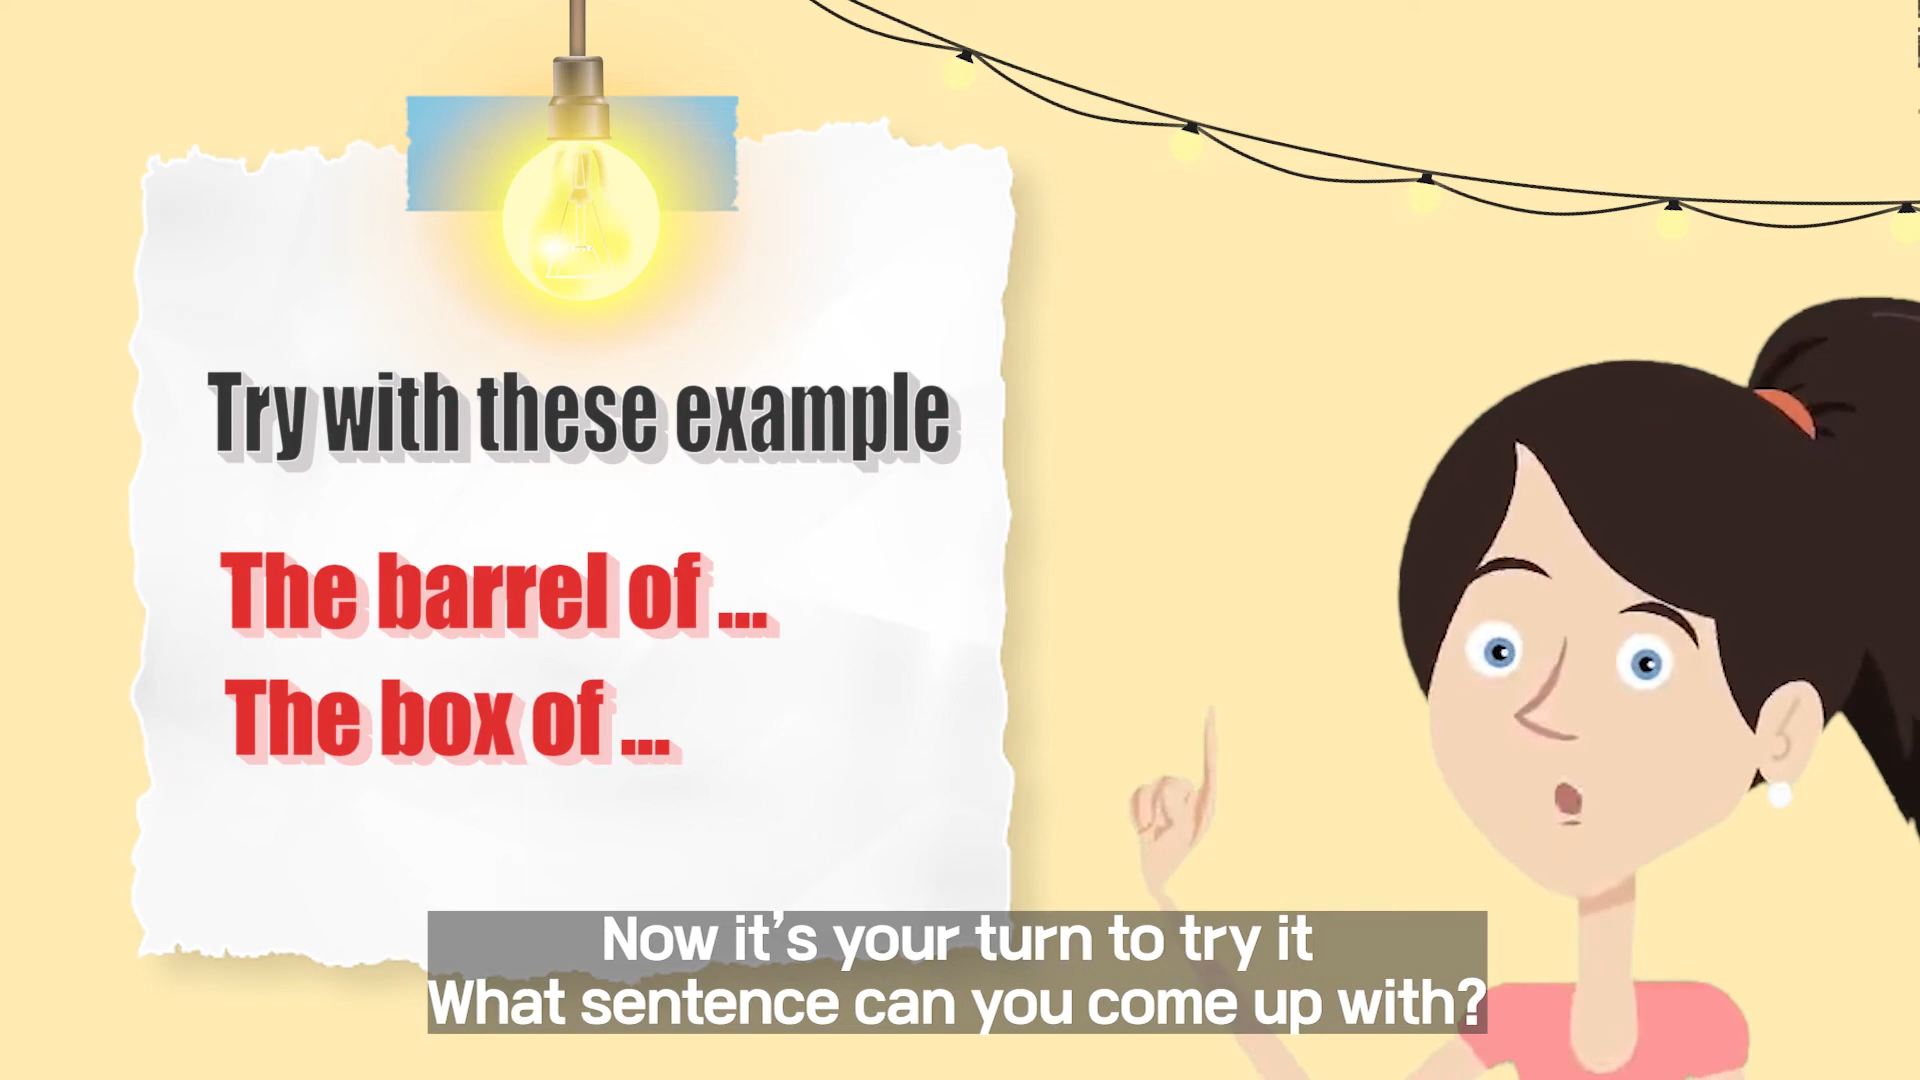 Try with these example
The barrel of ...
The box of ...
Now it's your turn to try it
What sentence can you come up with?